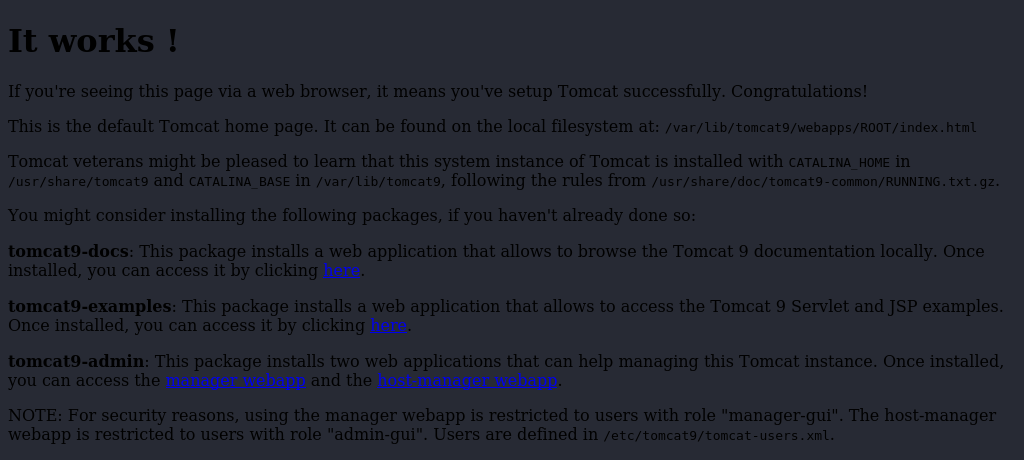 It works !
If you're seeing this page via a web browser, it means you've setup Tomcat successfully. Congratulations!
This is the default Tomcat home page. It can be found on the local filesystem at: /var/lib/tomcat9/webapps/ROOT/index.html
Tomcat veterans might be pleased to learn that this system instance of Tomcat is installed with CATALINA_HOME in
/usr/share/tomcat9 and CATALINA_BASE in /var/lib/tomcat9, following the rules from /usr/share/doc/tomcat9-common/RUNNING.txt.gz.
You might consider installing the following packages, if you haven't already done so:
tomcat9-docs: This package installs a web application that allows to browse the Tomcat 9 documentation locally. Once
installed, you can access it by clicking here.
tomcat9-examples: This package installs a web application that allows to access the Tomcat 9 Servlet and JSP examples.
Once installed, you can access it by clicking here.
tomcat9-admin: This package installs two web applications that can help managing this Tomcat instance. Once installed,
you can access the manager webapp and the host-manager webapp.
NOTE: For security reasons, using the manager webapp is restricted to users with role "manager-gui". The host-manager
webapp is restricted to users with role "admin-gui". Users are defined in /etc/tomcat9/tomcat-users.xml.